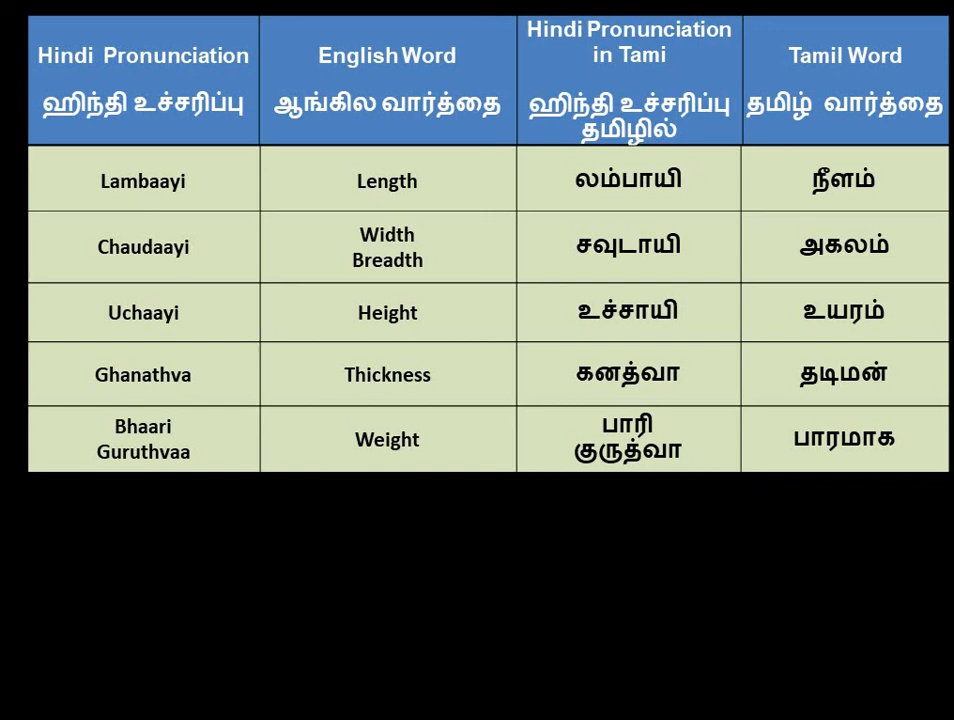 Hindi Pronunciation
ஹிந்தி உச்சரிப்பு
English Word
ஆங்கில வார்த்தை
Hindi Pronunciation
in Tami
ஹிந்தி உச்சரிப்பு
தமிழில்
Tamil Word
தமிழ் வார்த்தை
Lambaayi
Length
லம்பாயி
நீளம்
Chaudaayi
Width
Breadth
சவுடாயி
அகலம்
Uchaayi
Height
உச்சாயி
உயரம்
Ghanathva
Thickness
கனத்வா
தடிமன்
Bhaari
Guruthvaa
Weight
பாரி
குருத்வா
பாரமாக